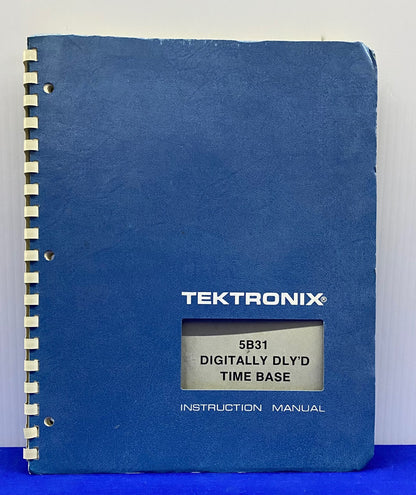 TEKTRONIX®
5B31
DIGITALLY DLY'D
TIME BASE
INSTRUCTION MANUAL